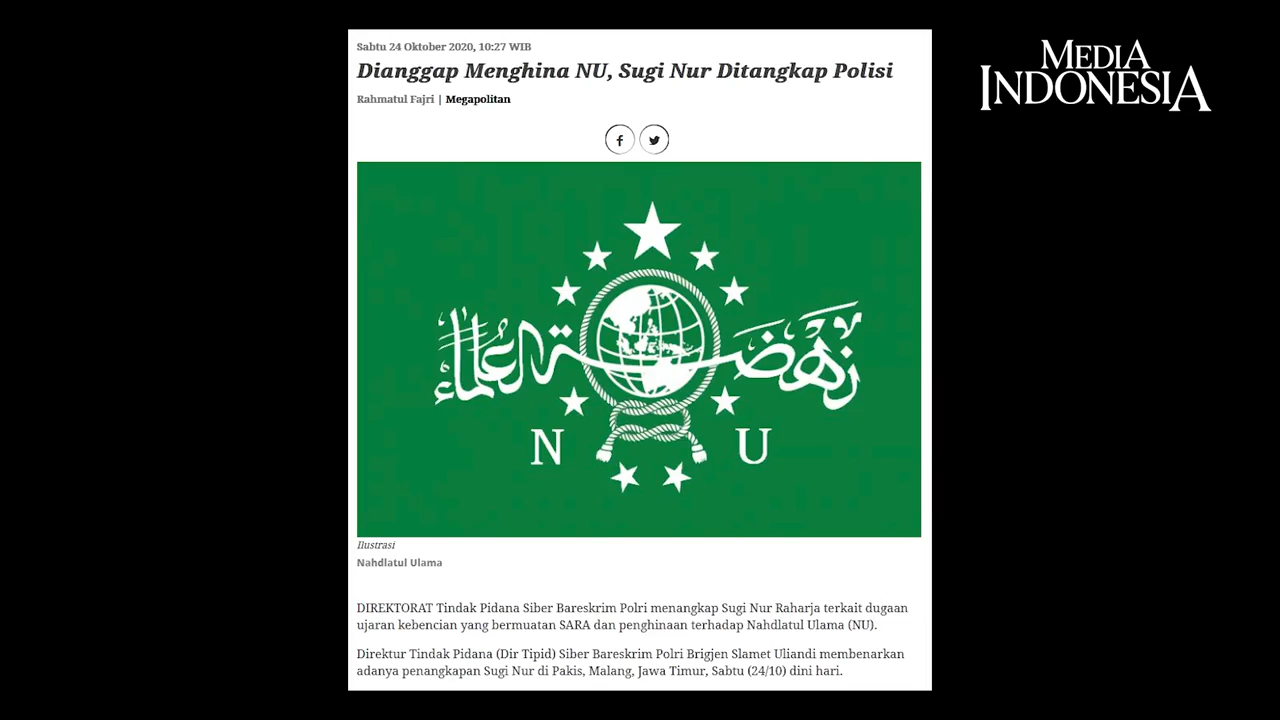 Sabtu 24 Oktober 2020, 10:27 WIB
Dianggap Menghina NU, Sugi Nur Ditangkap Polisi
Rahmatul Fajri | Megapolitan
MEDIA
INDONESIA
نهضة العلماء
N U
Ilustrasi
Nahdlatul Ulama
DIREKTORAT Tindak Pidana Siber Bareskrim Polri menangkap Sugi Nur Raharja terkait dugaan
ujaran kebencian yang bermuatan SARA dan penghinaan terhadap Nahdlatul Ulama (NU).
Direktur Tindak Pidana (Dir Tipid) Siber Bareskrim Polri Brigjen Slamet Uliandi membenarkan
adanya penangkapan Sugi Nur di Pakis, Malang, Jawa Timur, Sabtu (24/10) dini hari.